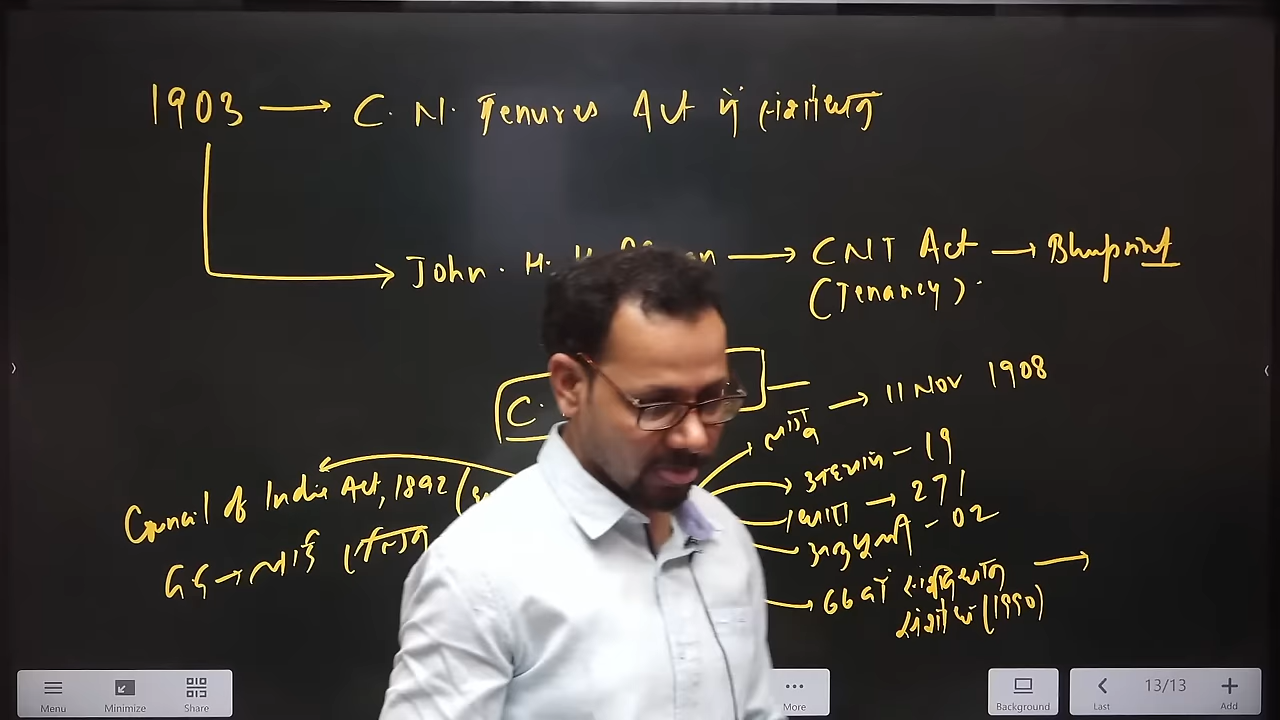 1903 → C. N. Tenures Act में संशोधन
John. H. → CNT Act → Blueprint
(Tenancy)
C.
लागू → 11 Nov 1908
अध्याय - 19
धारा → 271
अनुसूची - 02
66 वां संविधान →
संशोधन (1990)
Council of India Act, 1892
GG → लार्ड
Menu
Minimize
Share
More
Background
Last
13/13
Add